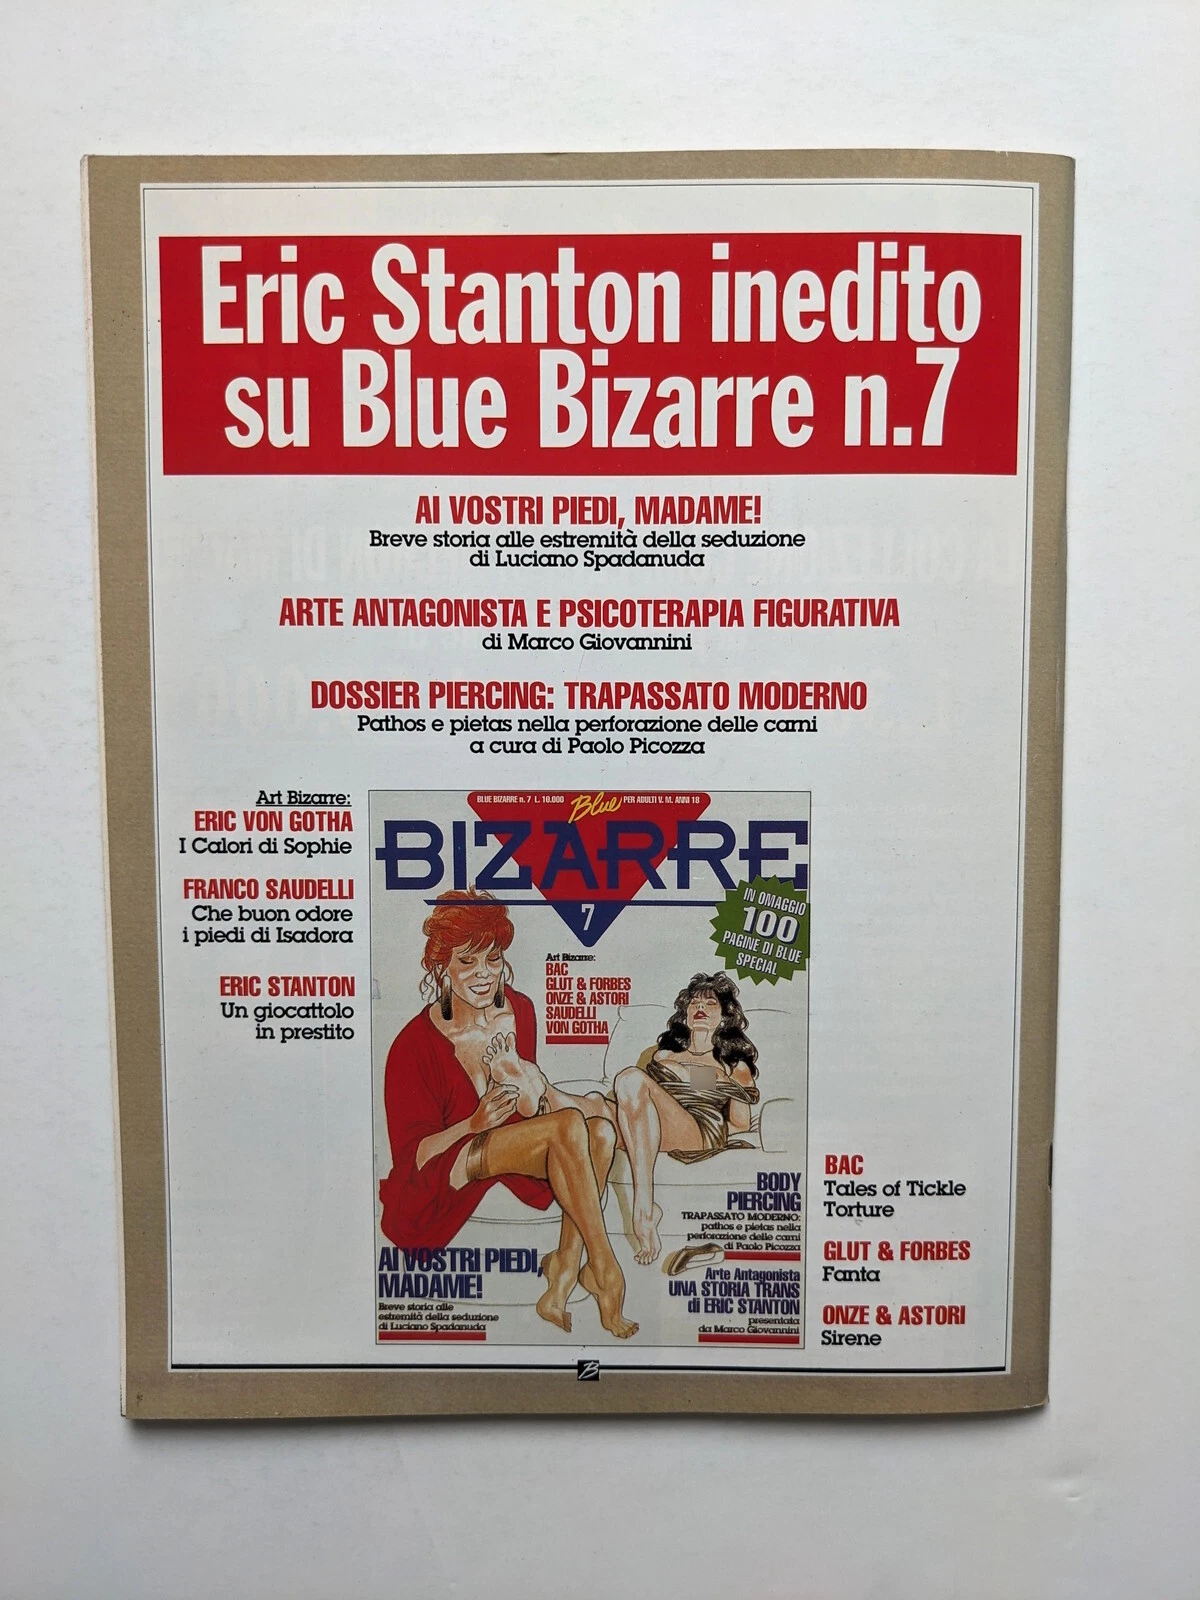 Eric Stanton inedito
su Blue Bizarre n.7
AI VOSTRI PIEDI, MADAME!
Breve storia alle estremità della seduzione
di Luciano Spadanuda
ARTE ANTAGONISTA E PSICOTERAPIA FIGURATIVA
di Marco Giovannini
DOSSIER PIERCING: TRAPASSATO MODERNO
Pathos e pietas nella perforazione delle carni
a cura di Paolo Picozza
Art Bizarre:
ERIC VON GOTHA
I Calori di Sophie
FRANCO SAUDELLI
Che buon odore
i piedi di Isadora
ERIC STANTON
Un giocattolo
in prestito
BLUE BIZARRE n. 7 L. 10.000
Blue
PER ADULTI V. M. ANNI 18
BIZARRE
7
IN OMAGGIO
100
PAGINE DI BLUE
SPECIAL
Art Bizarre:
BAC
GLUT & FORBES
ONZE & ASTORI
SAUDELLI
VON GOTHA
BODY
PIERCING
TRAPASSATO MODERNO:
pathos e pietas nella
perforazione delle carni
di Paolo Picozza
AI VOSTRI PIEDI,
MADAME!
Breve storia alle
estremità della seduzione
di Luciano Spadanuda
Arte Antagonista
UNA STORIA TRANS
di ERIC STANTON
presentata
da Marco Giovannini
BAC
Tales of Tickle
Torture
GLUT & FORBES
Fanta
ONZE & ASTORI
Sirene
B